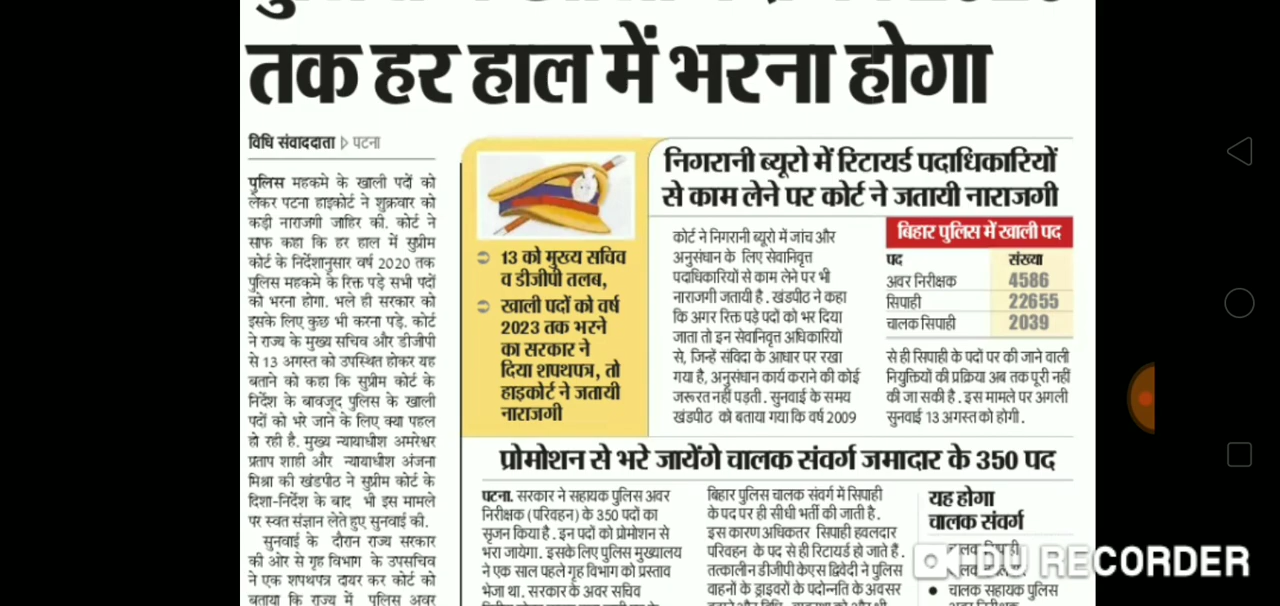 तक हर हाल में भरना होगा
विधि संवाददाता ▷ पटना
पुलिस महकमे के खाली पदों को
लेकर पटना हाइकोर्ट ने शुक्रवार को
कड़ी नाराजगी जाहिर की. कोर्ट ने
साफ कहा कि हर हाल में सुप्रीम
कोर्ट के निर्देशानुसार वर्ष 2020 तक
पुलिस महकमे के रिक्त पड़े सभी पदों
को भरना होगा. भले ही सरकार को
इसके लिए कुछ भी करना पड़े. कोर्ट
ने राज्य के मुख्य सचिव और डीजीपी
से 13 अगस्त को उपस्थित होकर यह
बताने को कहा कि सुप्रीम कोर्ट के
निर्देश के बावजूद पुलिस के खाली
पदों को भरे जाने के लिए क्या पहल
हो रही है. मुख्य न्यायाधीश अमरेश्वर
प्रताप शाही और न्यायाधीश अंजना
मिश्रा की खंडपीठ ने सुप्रीम कोर्ट के
दिशा-निर्देश के बाद भी इस मामले
पर स्वत संज्ञान लेते हुए सुनवाई की.
सुनवाई के दौरान राज्य सरकार
की ओर से गृह विभाग के उपसचिव
ने एक शपथपत्र दायर कर कोर्ट को
बताया कि राज्य में पुलिस अवर
13 को मुख्य सचिव
व डीजीपी तलब,
खाली पदों को वर्ष
2023 तक भरने
का सरकार ने
दिया शपथपत्र, तो
हाइकोर्ट ने जतायी
नाराजगी
निगरानी ब्यूरो में रिटायर्ड पदाधिकारियों
से काम लेने पर कोर्ट ने जतायी नाराजगी
कोर्ट ने निगरानी ब्यूरो में जांच और
अनुसंधान के लिए सेवानिवृत्त
पदाधिकारियों से काम लेने पर भी
नाराजगी जतायी है. खंडपीठ ने कहा
कि अगर रिक्त पड़े पदों को भर दिया
जाता तो इन सेवानिवृत्त अधिकारियों
से, जिन्हें संविदा के आधार पर रखा
गया है, अनुसंधान कार्य कराने की कोई
जरूरत नहीं पड़ती. सुनवाई के समय
खंडपीठ को बताया गया कि वर्ष 2009
बिहार पुलिस में खाली पद
पद संख्या
अवर निरीक्षक 4586
सिपाही 22655
चालक सिपाही 2039
से ही सिपाही के पदों पर की जाने वाली
नियुक्तियों की प्रक्रिया अब तक पूरी नहीं
की जा सकी है. इस मामले पर अगली
सुनवाई 13 अगस्त को होगी.
प्रोमोशन से भरे जायेंगे चालक संवर्ग जमादार के 350 पद
पटना. सरकार ने सहायक पुलिस अवर
निरीक्षक (परिवहन) के 350 पदों का
सृजन किया है. इन पदों को प्रोमोशन से
भरा जायेगा. इसके लिए पुलिस मुख्यालय
ने एक साल पहले गृह विभाग को प्रस्ताव
भेजा था. सरकार के अवर सचिव
बिहार पुलिस चालक संवर्ग में सिपाही
के पद पर ही सीधी भर्ती की जाती है.
इस कारण अधिकतर सिपाही हवलदार
परिवहन के पद से ही रिटायर्ड हो जाते हैं.
तत्कालीन डीजीपी केएस द्विवेदी ने पुलिस
वाहनों के ड्राइवरों के पदोन्नति के अवसर
यह होगा
चालक संवर्ग
चालक सिपाही
● चालक सहायक पुलिस
DU RECORDER